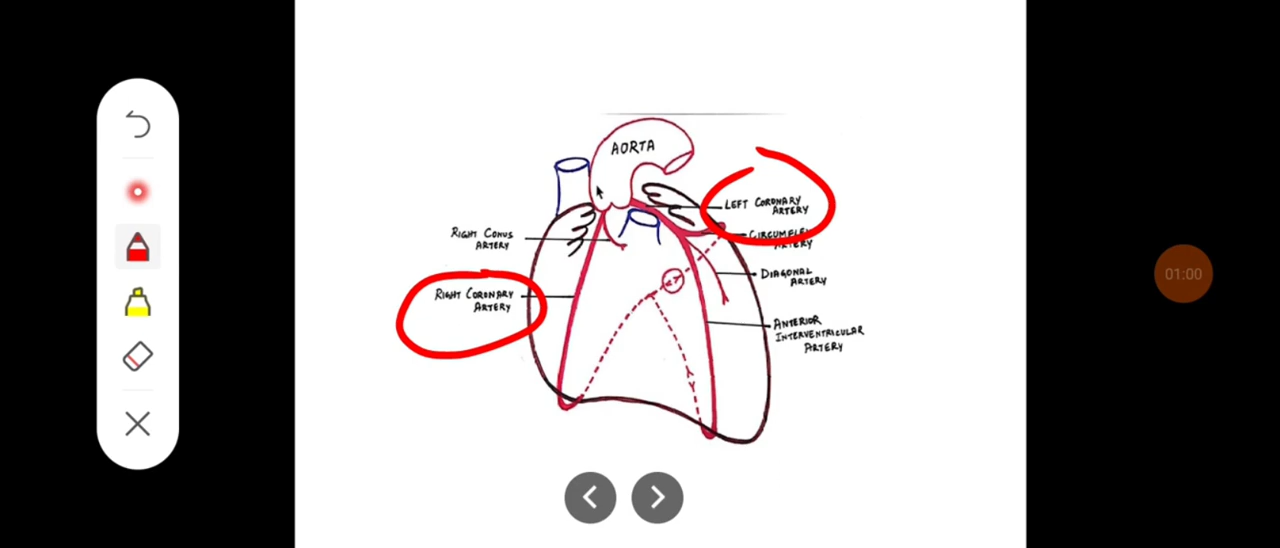 AORTA
LEFT CORONARY
ARTERY
RIGHT CONUS
ARTERY
CIRCUMFLEX
ARTERY
DIAGONAL
ARTERY
RIGHT CORONARY
ARTERY
ANTERIOR
INTERVENTRICULAR
ARTERY
01:00